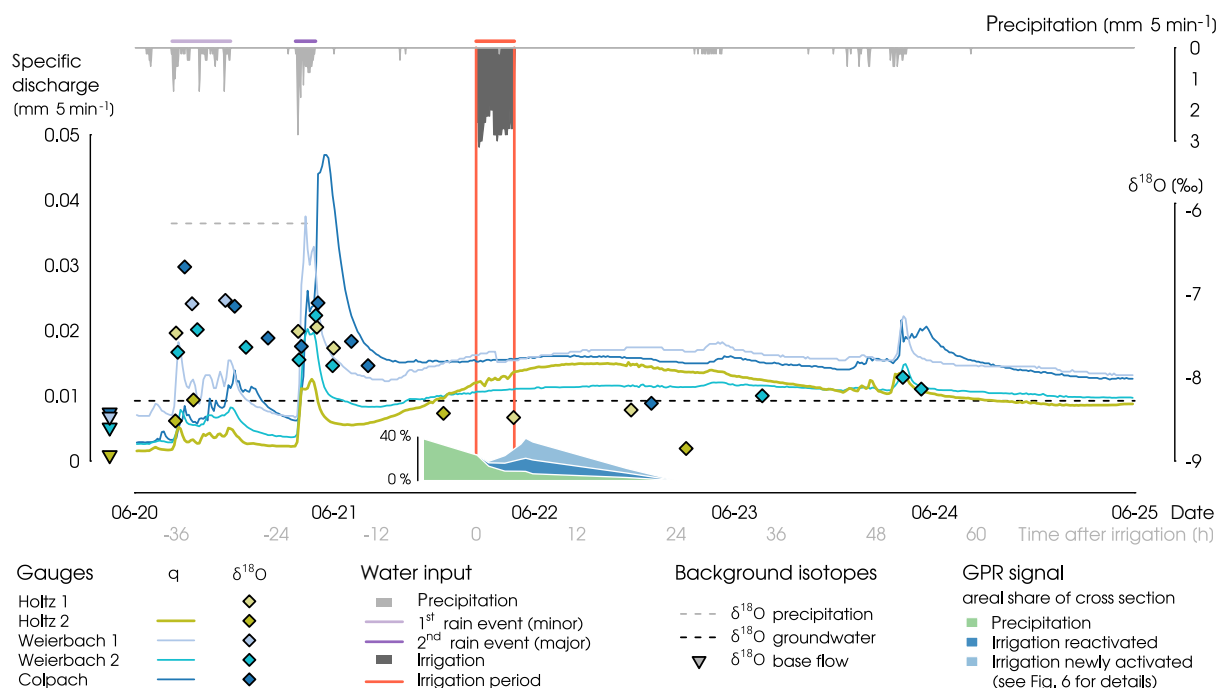 Precipitation [mm 5 min-1]
Specific
discharge
[mm 5 min-1]
0
1
2
3
0.05
0.04
0.03
0.02
0.01
0
δ18O [‰]
-6
-7
-8
-9
40 %
0 %
06-20 06-21 06-22 06-23 06-24 06-25 Date
-36 -24 -12 0 12 24 36 48 60 Time after irrigation [h]
Gauges q δ18O
Holtz 1
Holtz 2
Weierbach 1
Weierbach 2
Colpach
Water input
Precipitation
1st rain event (minor)
2nd rain event (major)
Irrigation
Irrigation period
Background isotopes
δ18O precipitation
δ18O groundwater
δ18O base flow
GPR signal
areal share of cross section
Precipitation
Irrigation reactivated
Irrigation newly activated
(see Fig. 6 for details)